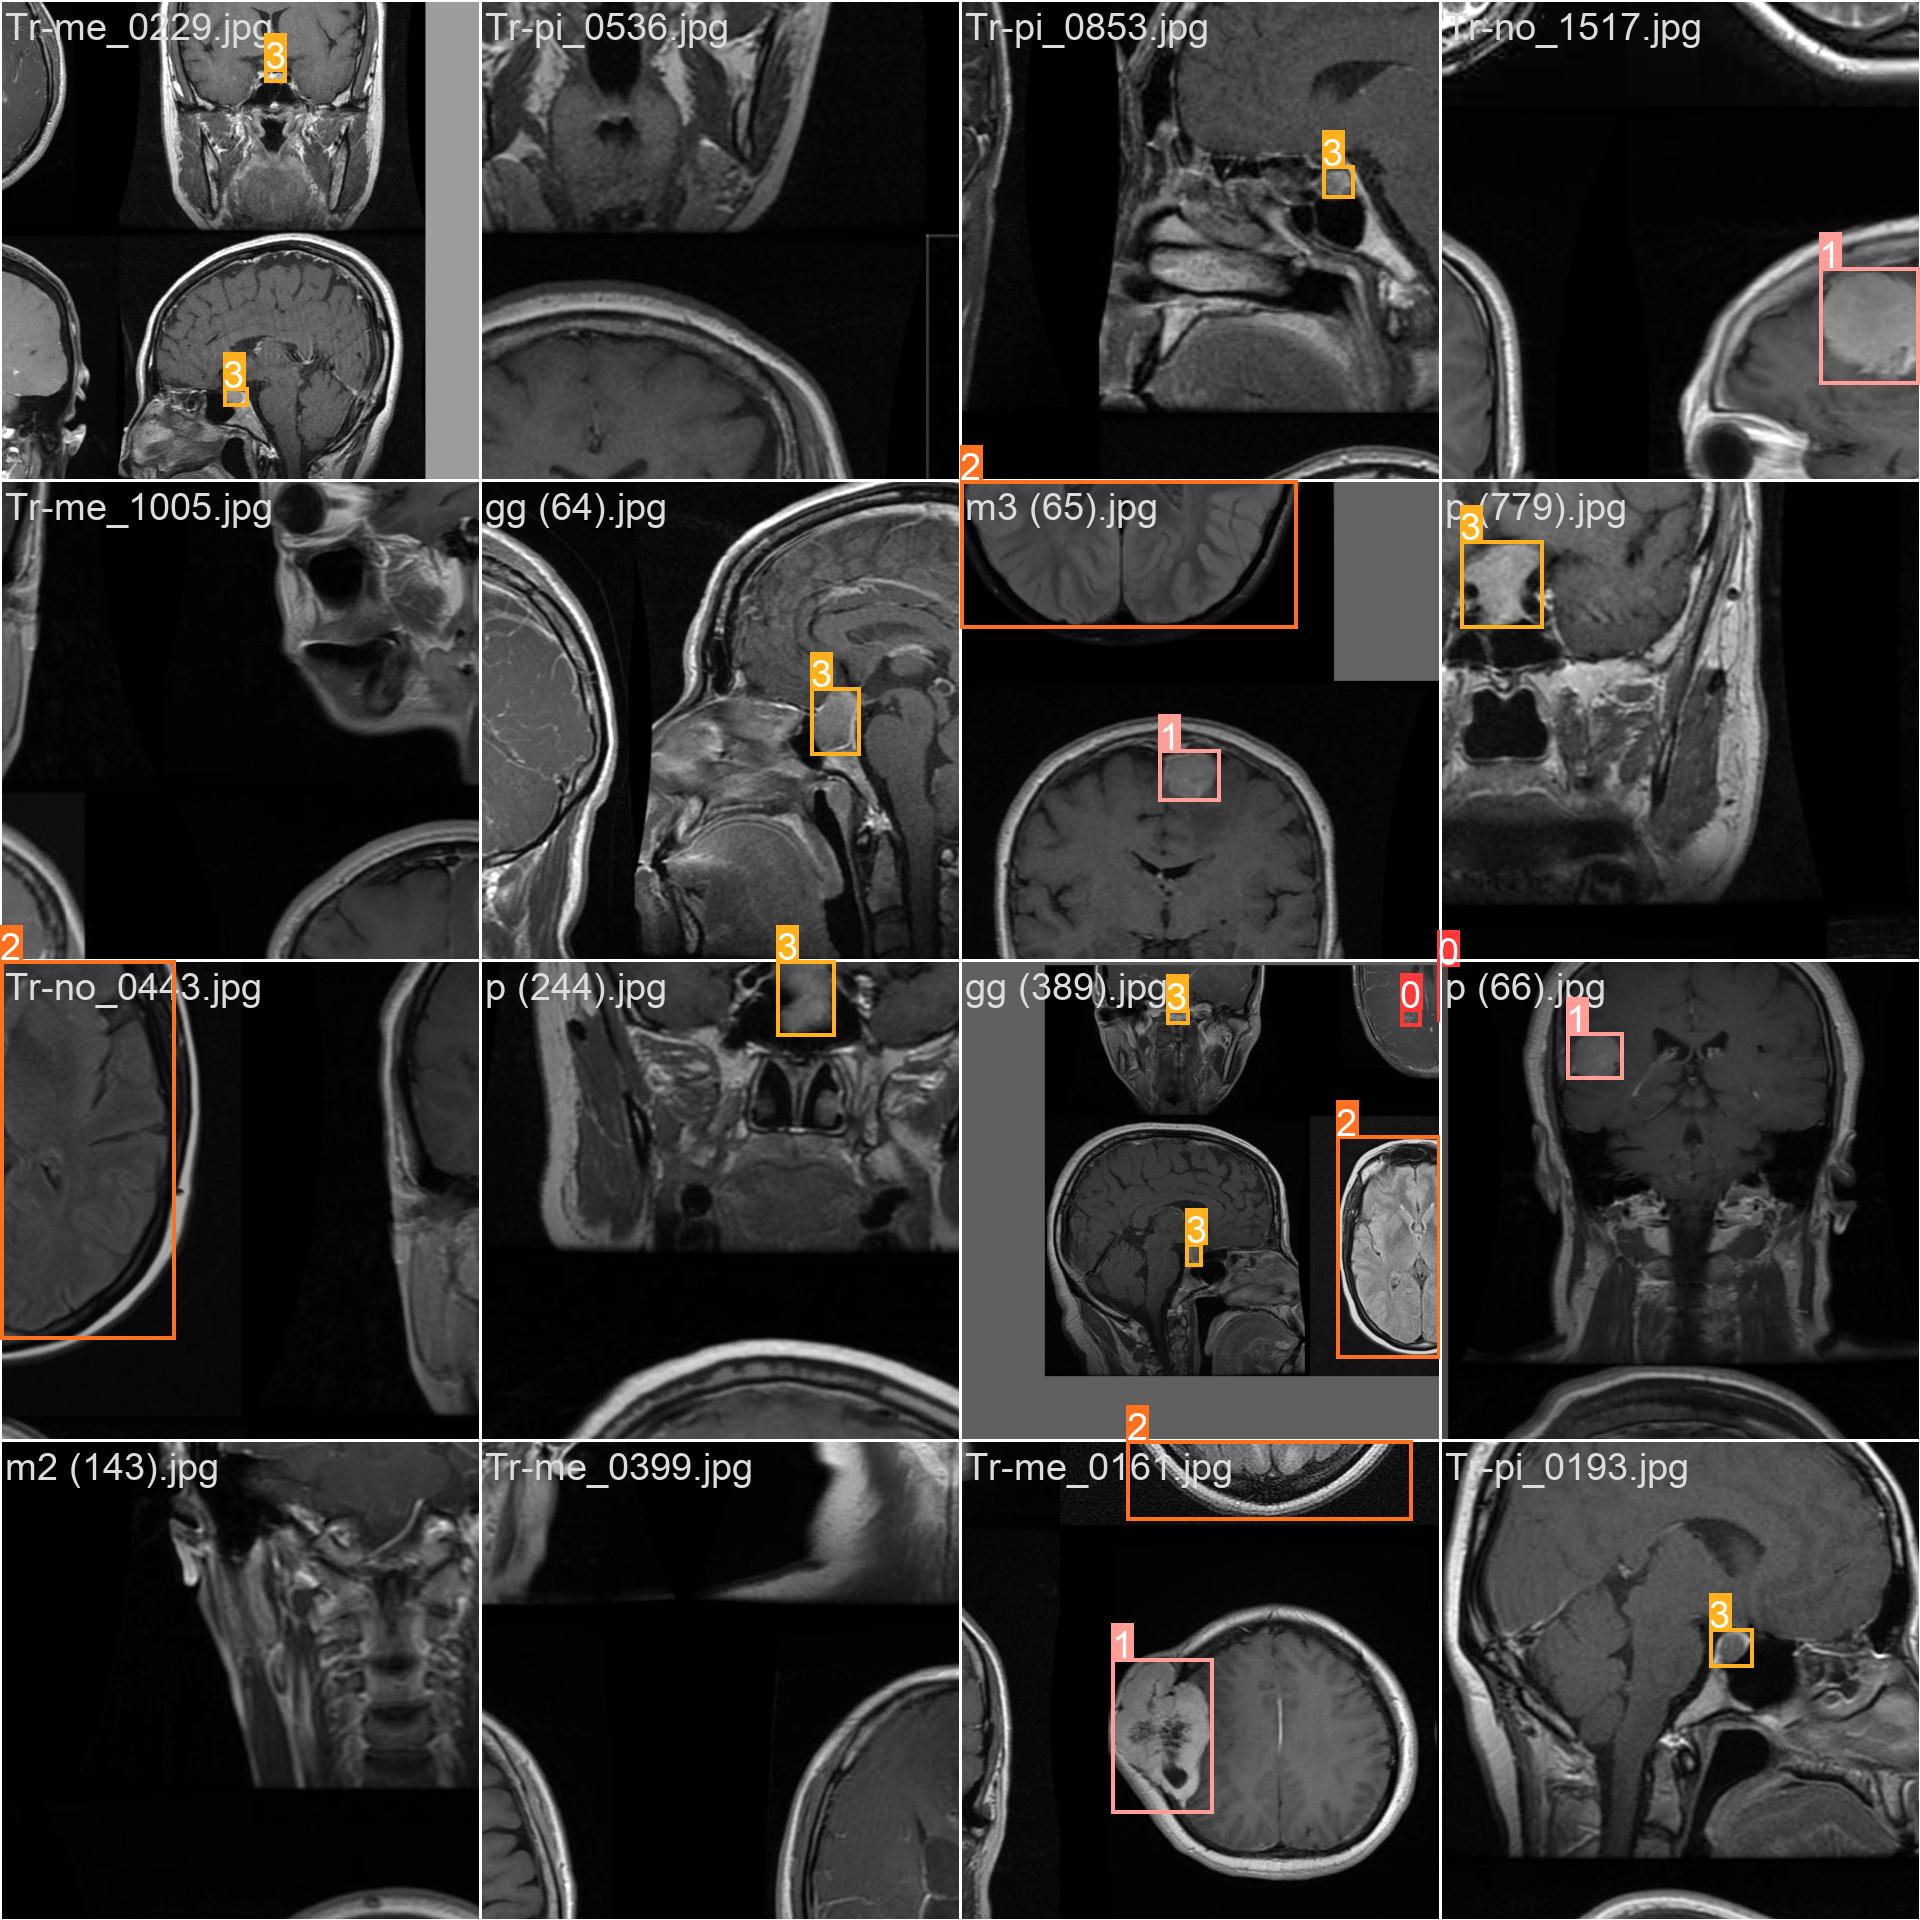 Tr-me_0229.jpg
3
3
Tr-pi_0536.jpg
Tr-pi_0853.jpg
3
2
Tr-no_1517.jpg
1
Tr-me_1005.jpg
2
gg (64).jpg
3
3
m3 (65).jpg
1
p (779).jpg
3
0
Tr-no_0443.jpg
p (244).jpg
gg (389).jpg
3
0
2
3
2
p (66).jpg
1
m2 (143).jpg
Tr-me_0399.jpg
Tr-me_0161.jpg
1
Tr-pi_0193.jpg
3